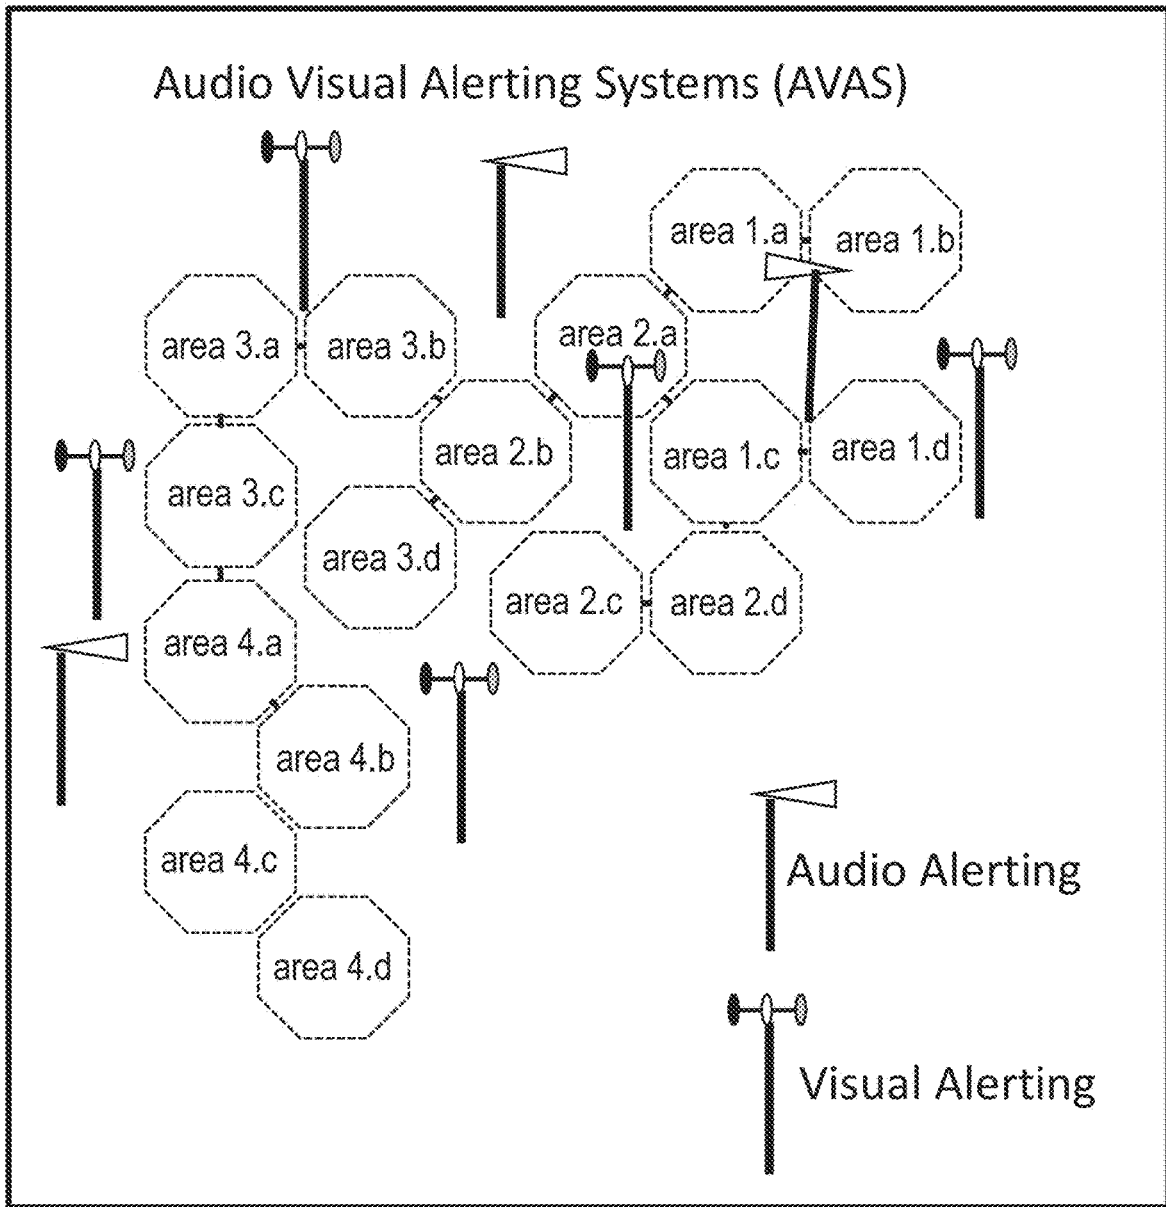 Audio Visual Alerting Systems (AVAS)
area 1.a
area 1.b
area 3.a
area 3.b
area 2.a
area 2.b
area 1.c
area 1.d
area 3.c
area 3.d
area 2.c
area 2.d
area 4.a
area 4.b
area 4.c
area 4.d
Audio Alerting
Visual Alerting